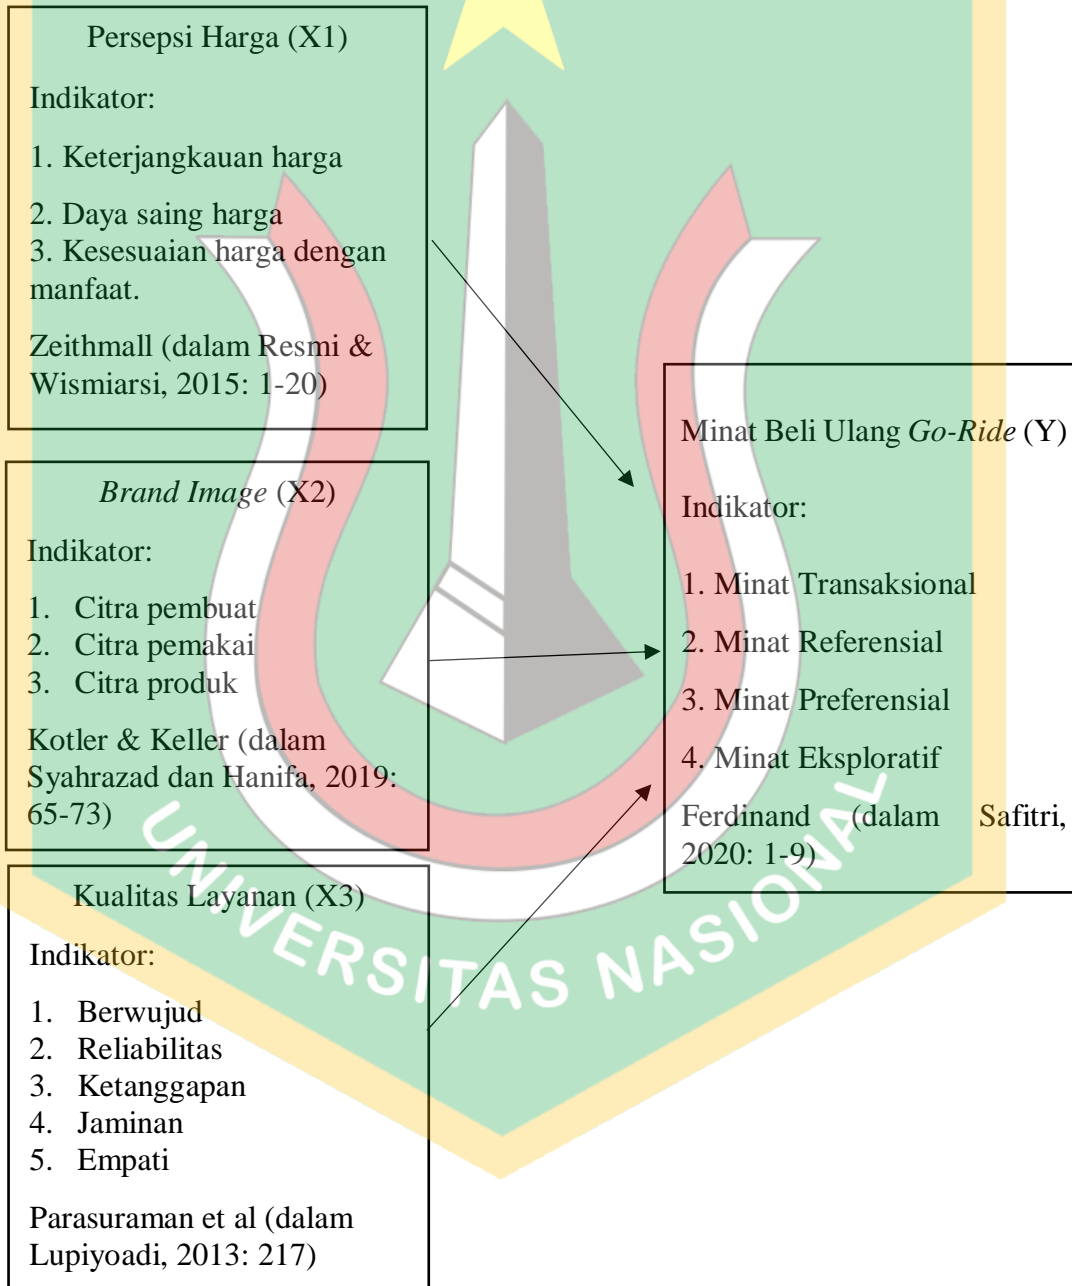 Persepsi Harga (X1)
Indikator:
1. Keterjangkauan harga
2. Daya saing harga
3. Kesesuaian harga dengan
manfaat.
Zeithmall (dalam Resmi &
Wismiarsi, 2015: 1-20)
Brand Image (X2)
Indikator:
1. Citra pembuat
2. Citra pemakai
3. Citra produk
Kotler & Keller (dalam
Syahrazad dan Hanifa, 2019:
65-73)
Kualitas Layanan (X3)
Indikator:
1. Berwujud
2. Reliabilitas
3. Ketanggapan
4. Jaminan
5. Empati
Parasuraman et al (dalam
Lupiyoadi, 2013: 217)
Minat Beli Ulang Go-Ride (Y)
Indikator:
1. Minat Transaksional
2. Minat Referensial
3. Minat Preferensial
4. Minat Eksploratif
Ferdinand (dalam Safitri,
2020: 1-9)
UNIVERSITAS NASIONAL